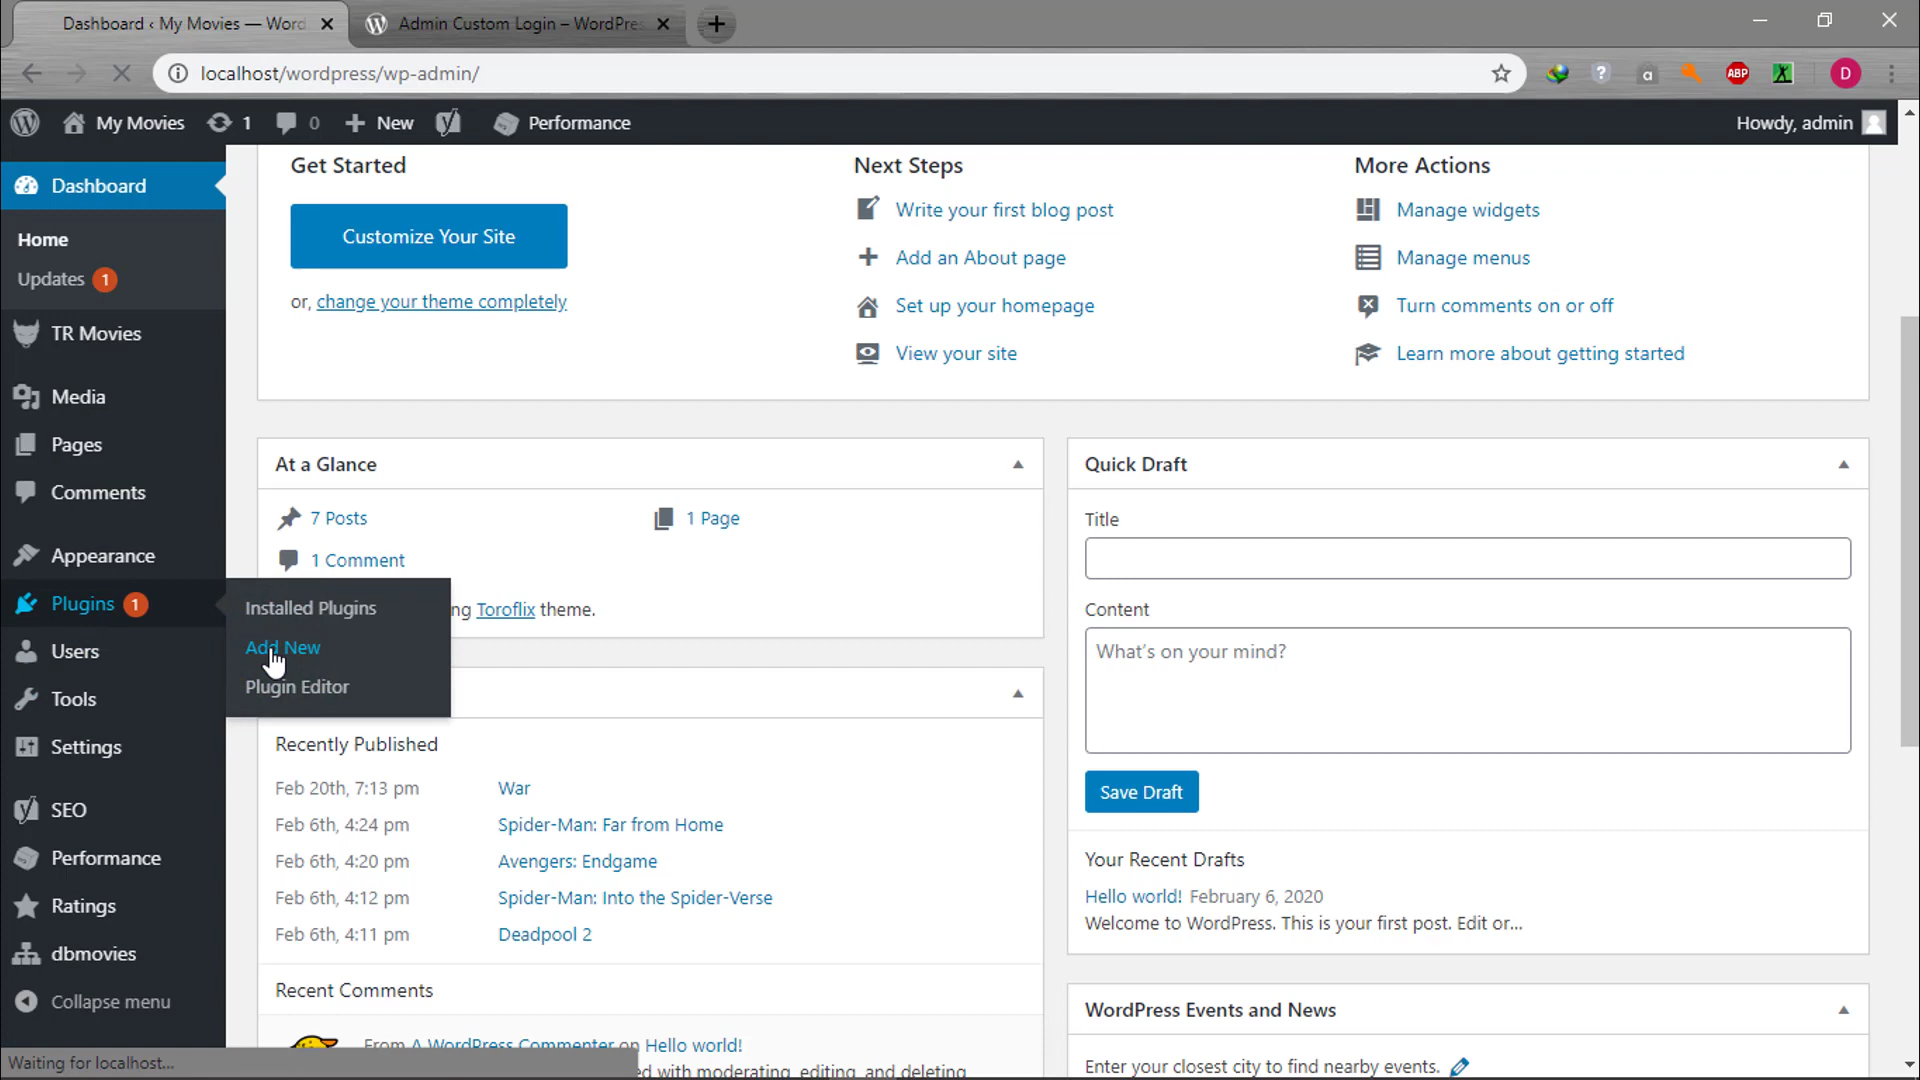 Dashboard ‹ My Movies — Word
Admin Custom Login – WordPres
localhost/wordpress/wp-admin/
a
ABP
D
My Movies
1
0
New
Performance
Howdy, admin
Dashboard
Home
Updates 1
TR Movies
Media
Pages
Comments
Appearance
Plugins 1
Users
Tools
Settings
SEO
Performance
Ratings
dbmovies
Collapse menu
Installed Plugins
Add New
Plugin Editor
Get Started
Customize Your Site
or, change your theme completely
Next Steps
Write your first blog post
Add an About page
Set up your homepage
View your site
More Actions
Manage widgets
Manage menus
Turn comments on or off
Learn more about getting started
At a Glance
7 Posts
1 Page
1 Comment
ng Toroflix theme.
Recently Published
Feb 20th, 7:13 pm War
Feb 6th, 4:24 pm Spider-Man: Far from Home
Feb 6th, 4:20 pm Avengers: Endgame
Feb 6th, 4:12 pm Spider-Man: Into the Spider-Verse
Feb 6th, 4:11 pm Deadpool 2
Recent Comments
From A WordPress Commenter on Hello world!
ed with moderating, editing, and deleting
Quick Draft
Title
Content
What's on your mind?
Save Draft
Your Recent Drafts
Hello world! February 6, 2020
Welcome to WordPress. This is your first post. Edit or...
WordPress Events and News
Enter your closest city to find nearby events.
Waiting for localhost...